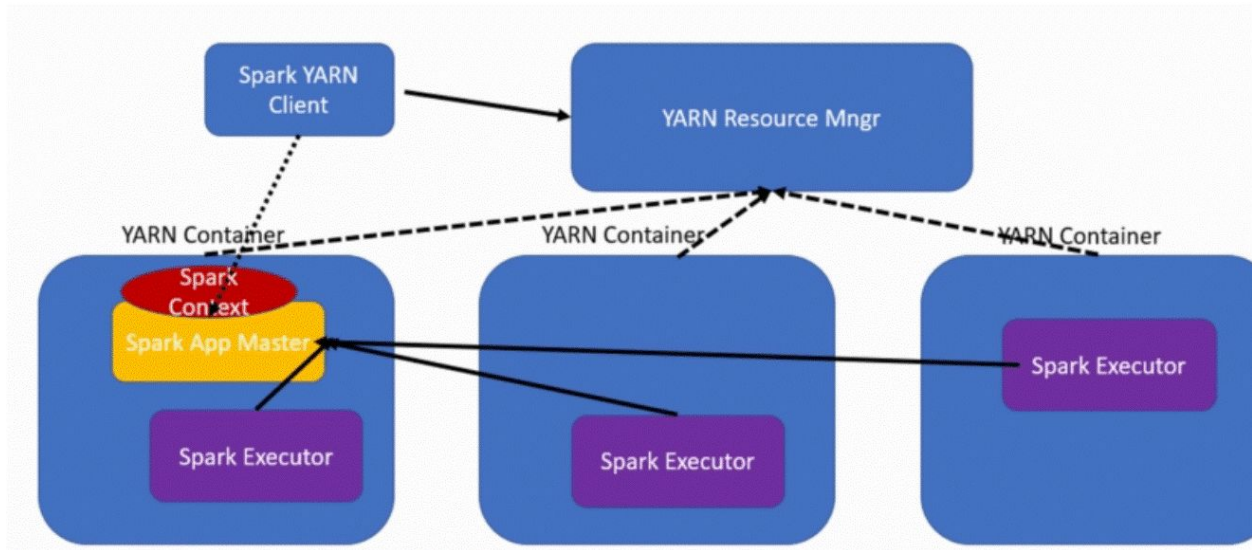 Spark YARN
Client
YARN Resource Mngr
YARN Container
YARN Container
YARN Container
Spark
Context
Spark App Master
Spark Executor
Spark Executor
Spark Executor